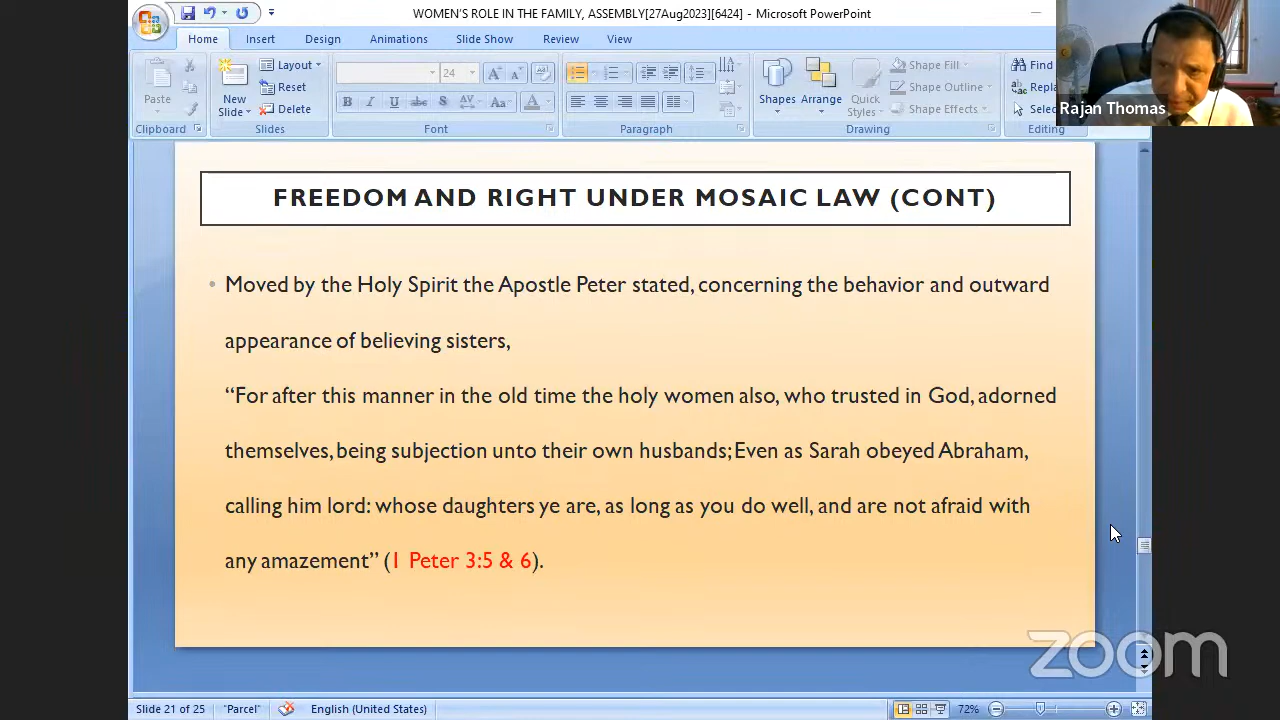 WOMEN'S ROLE IN THE FAMILY, ASSEMBLY[27Aug2023][6424] - Microsoft Powerpoint
Home Insert Design Animations Slide Show Review View
Layout
Reset
Delete
Paste
New
Slide
24
B I U abc S AV Aa A
Shapes Arrange Quick
Styles
Shape Fill
Shape Outline
Shape Effects
Find
Repla
Selec
Clipboard Slides Font Paragraph Drawing Editing
Rajan Thomas
FREEDOM AND RIGHT UNDER MOSAIC LAW (CONT)
• Moved by the Holy Spirit the Apostle Peter stated, concerning the behavior and outward
appearance of believing sisters,
“For after this manner in the old time the holy women also, who trusted in God, adorned
themselves, being subjection unto their own husbands; Even as Sarah obeyed Abraham,
calling him lord: whose daughters ye are, as long as you do well, and are not afraid with
any amazement” (1 Peter 3:5 & 6).
zoom
Slide 21 of 25 "Parcel" English (United States) 72%